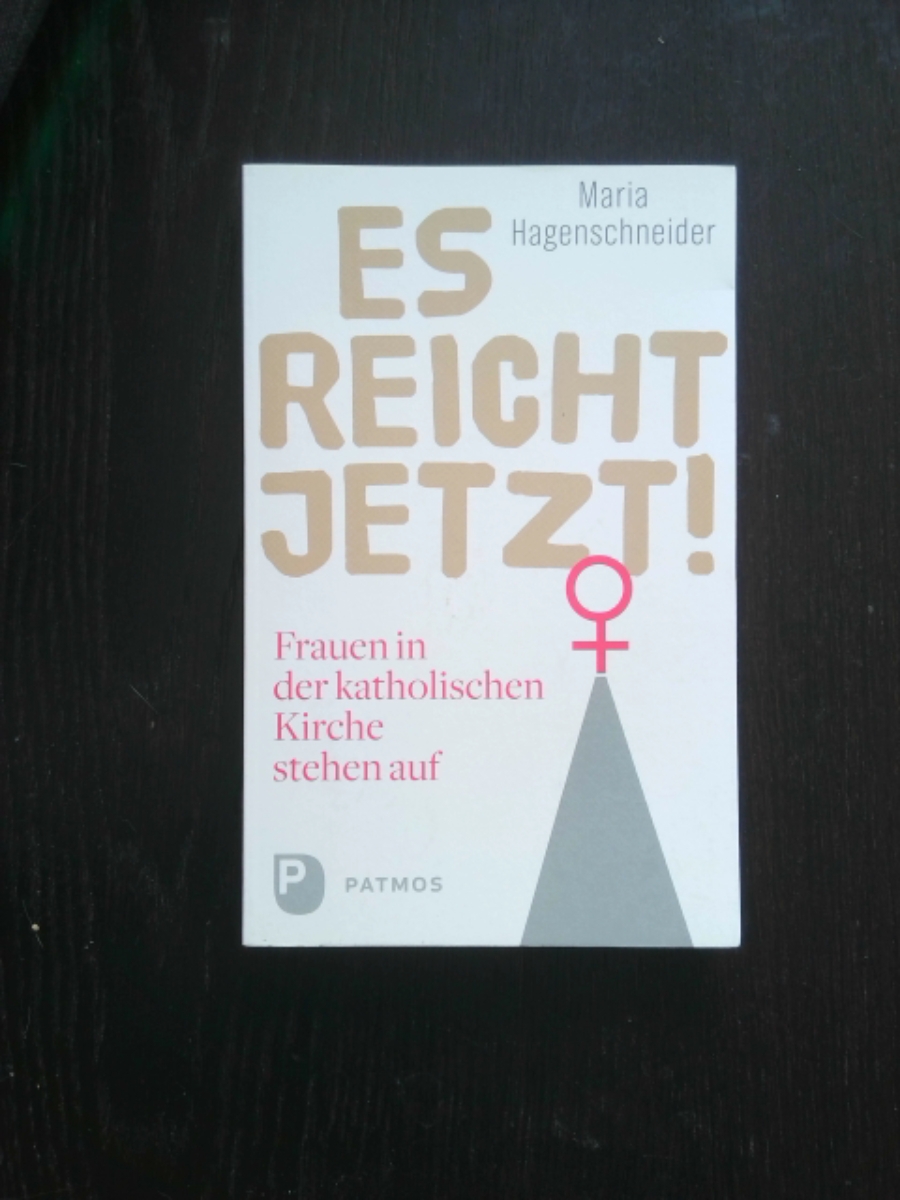 Maria
Hagenschneider
ES
REICHT
JETZT!
Frauen in
der katholischen
Kirche
stehen auf
P PATMOS